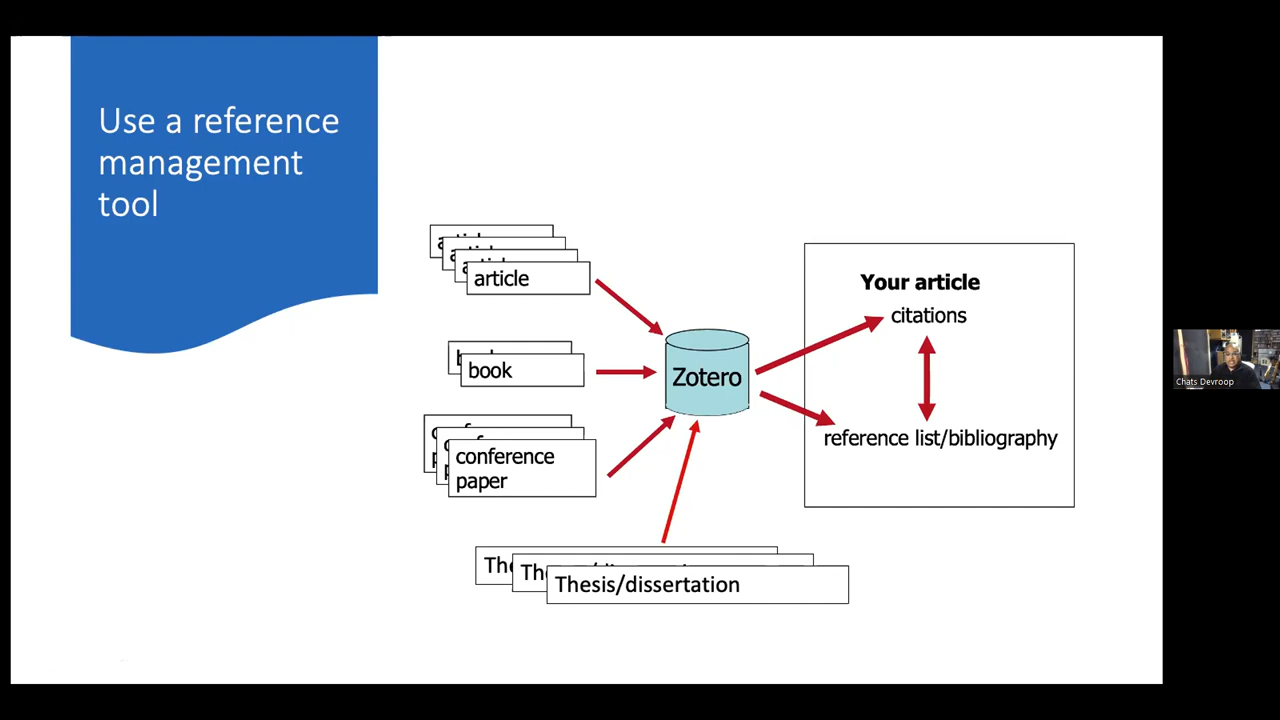 Use a reference
management
tool
article
book
conference
paper
Thesis/dissertation
Zotero
Your article
citations
reference list/bibliography
Chats Devroop